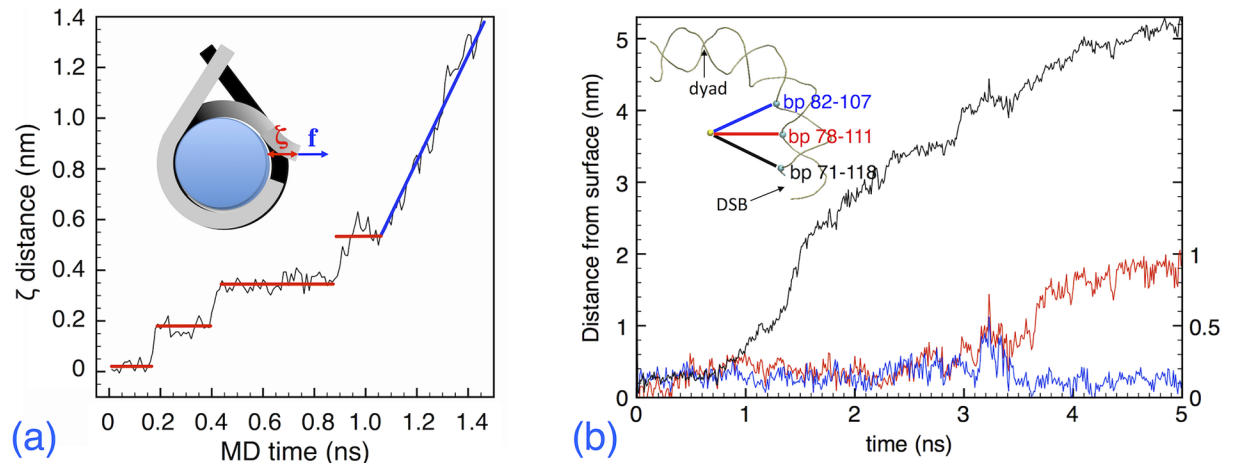 1.4
1.2
1.0
0.8
0.6
0.4
0.2
0
ζ distance (nm)
ζ f
0 0.2 0.4 0.6 0.8 1.0 1.2 1.4
MD time (ns)
(a)
5
4
3
2
1
0
Distance from surface (nm)
dyad
bp 82-107
bp 78-111
bp 71-118
DSB
1
0.5
0
0 1 2 3 4 5
time (ns)
(b)